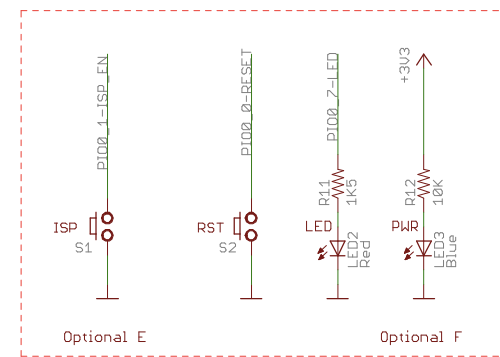 PIO0_1-ISP_EN
PIO0_0-RESET
PIO0_7-LED
+3V3
R11
1K5
R12
10K
ISP
S1
RST
S2
LED
LED2
Red
PWR
LED3
Blue
Optional E
Optional F